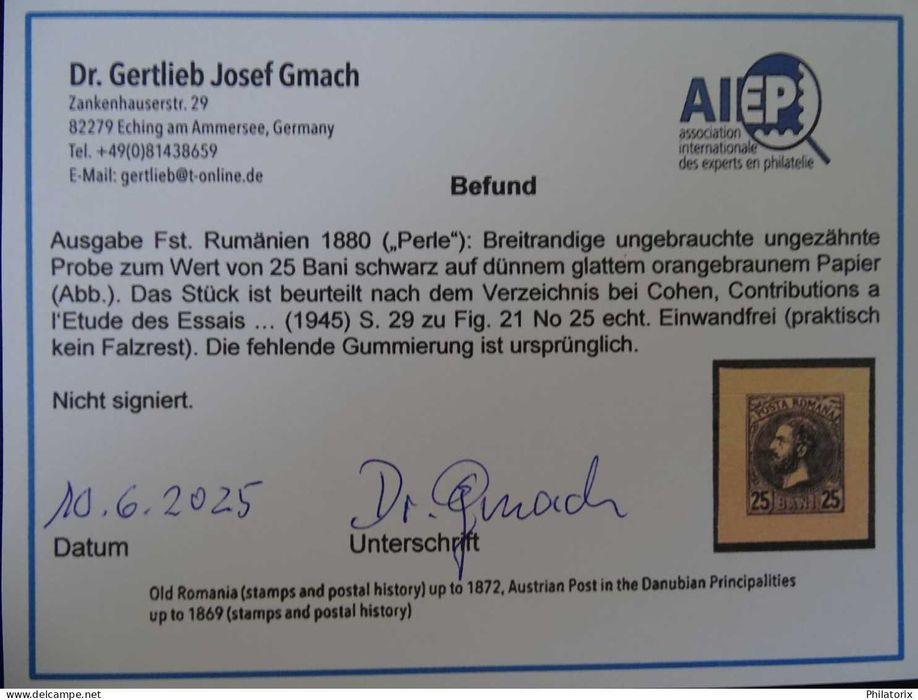 Dr. Gertlieb Josef Gmach
Zankenhauserstr. 29
82279 Eching am Ammersee, Germany
Tel. +49(0)81438659
E-Mail: gertlieb@t-online.de
AIEP
association
internationale
des experts en philatelie
Befund
Ausgabe Fst. Rumänien 1880 („Perle“): Breitrandige ungebrauchte ungezähnte
Probe zum Wert von 25 Bani schwarz auf dünnem glattem orangebraunem Papier
(Abb.). Das Stück ist beurteilt nach dem Verzeichnis bei Cohen, Contributions a
l'Etude des Essais ... (1945) S. 29 zu Fig. 21 No 25 echt. Einwandfrei (praktisch
kein Falzrest). Die fehlende Gummierung ist ursprünglich.
Nicht signiert.
POSTA ROMANA
25 BANI 25
10.6.2025
Dr. Gmach
Datum
Unterschrift
Old Romania (stamps and postal history) up to 1872, Austrian Post in the Danubian Principalities
up to 1869 (stamps and postal history)
www.delcampe.net
Philatorix